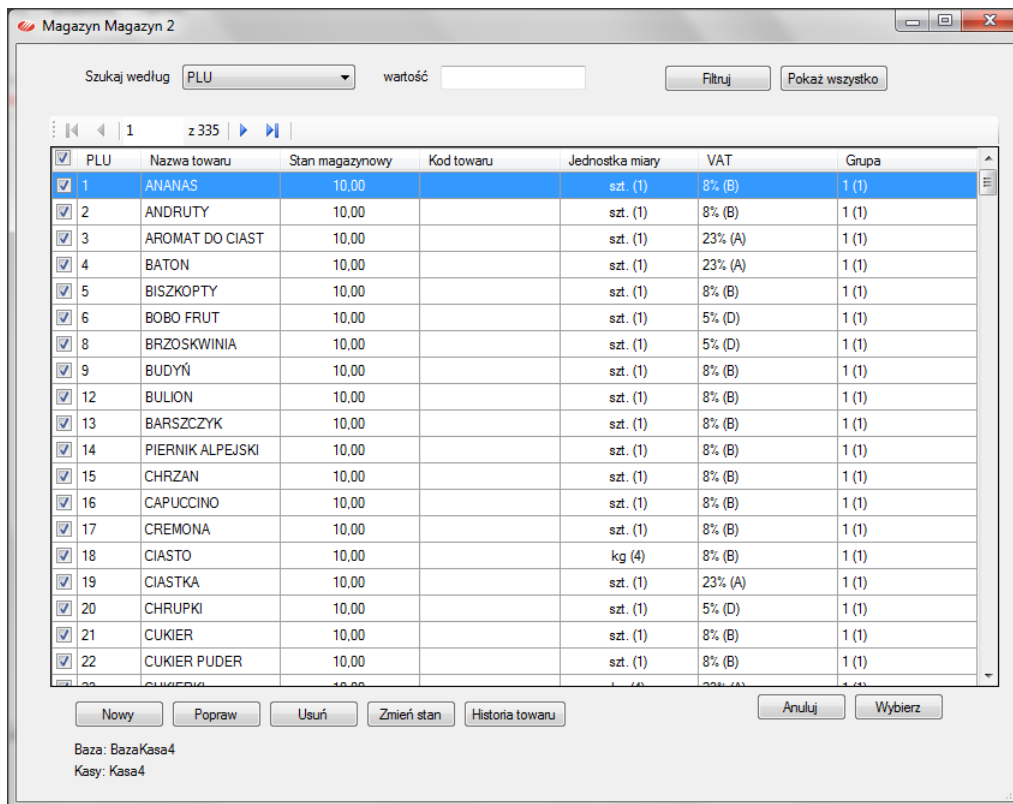 Magazyn Magazyn 2
Szukaj według PLU wartość Filtruj Pokaż wszystko
1 z 335
PLU Nazwa towaru Stan magazynowy Kod towaru Jednostka miary VAT Grupa
1 ANANAS 10,00 szt. (1) 8% (B) 1 (1)
2 ANDRUTY 10,00 szt. (1) 8% (B) 1 (1)
3 AROMAT DO CIAST 10,00 szt. (1) 23% (A) 1 (1)
4 BATON 10,00 szt. (1) 23% (A) 1 (1)
5 BISZKOPTY 10,00 szt. (1) 8% (B) 1 (1)
6 BOBO FRUT 10,00 szt. (1) 5% (D) 1 (1)
8 BRZOSKWINIA 10,00 szt. (1) 5% (D) 1 (1)
9 BUDYŃ 10,00 szt. (1) 8% (B) 1 (1)
12 BULION 10,00 szt. (1) 8% (B) 1 (1)
13 BARSZCZYK 10,00 szt. (1) 8% (B) 1 (1)
14 PIERNIK ALPEJSKI 10,00 szt. (1) 8% (B) 1 (1)
15 CHRZAN 10,00 szt. (1) 8% (B) 1 (1)
16 CAPUCCINO 10,00 szt. (1) 8% (B) 1 (1)
17 CREMONA 10,00 szt. (1) 8% (B) 1 (1)
18 CIASTO 10,00 kg (4) 8% (B) 1 (1)
19 CIASTKA 10,00 szt. (1) 23% (A) 1 (1)
20 CHRUPKI 10,00 szt. (1) 5% (D) 1 (1)
21 CUKIER 10,00 szt. (1) 8% (B) 1 (1)
22 CUKIER PUDER 10,00 szt. (1) 8% (B) 1 (1)
Nowy Popraw Usuń Zmień stan Historia towaru Anuluj Wybierz
Baza: BazaKasa4
Kasy: Kasa4